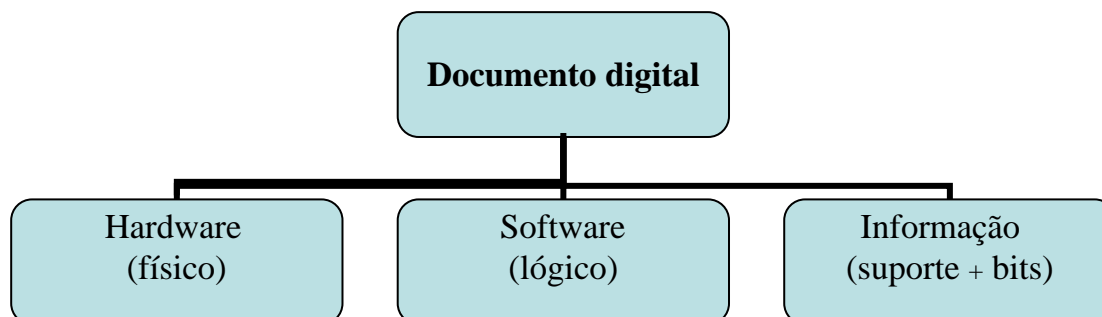 Documento digital
Hardware
(físico)
Software
(lógico)
Informação
(suporte + bits)